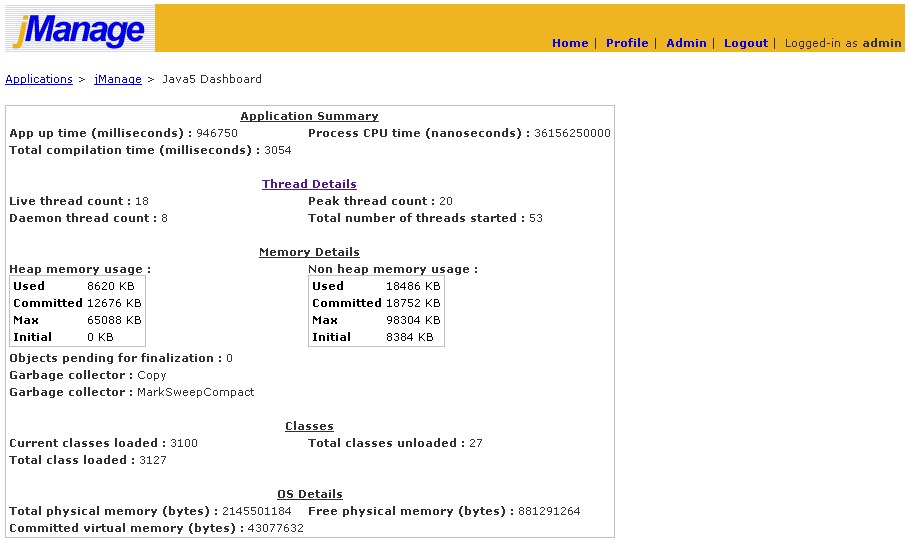 jManage
Home | Profile | Admin | Logout | Logged-in as admin
Applications > jManage > Java5 Dashboard
Application Summary
App up time (milliseconds) : 946750 Process CPU time (nanoseconds) : 36156250000
Total compilation time (milliseconds) : 3054
Thread Details
Live thread count : 18 Peak thread count : 20
Daemon thread count : 8 Total number of threads started : 53
Memory Details
Heap memory usage : Non heap memory usage :
Used 8620 KB Used 18486 KB
Committed 12676 KB Committed 18752 KB
Max 65088 KB Max 98304 KB
Initial 0 KB Initial 8384 KB
Objects pending for finalization : 0
Garbage collector : Copy
Garbage collector : MarkSweepCompact
Classes
Current classes loaded : 3100 Total classes unloaded : 27
Total class loaded : 3127
OS Details
Total physical memory (bytes) : 2145501184 Free physical memory (bytes) : 881291264
Committed virtual memory (bytes) : 43077632